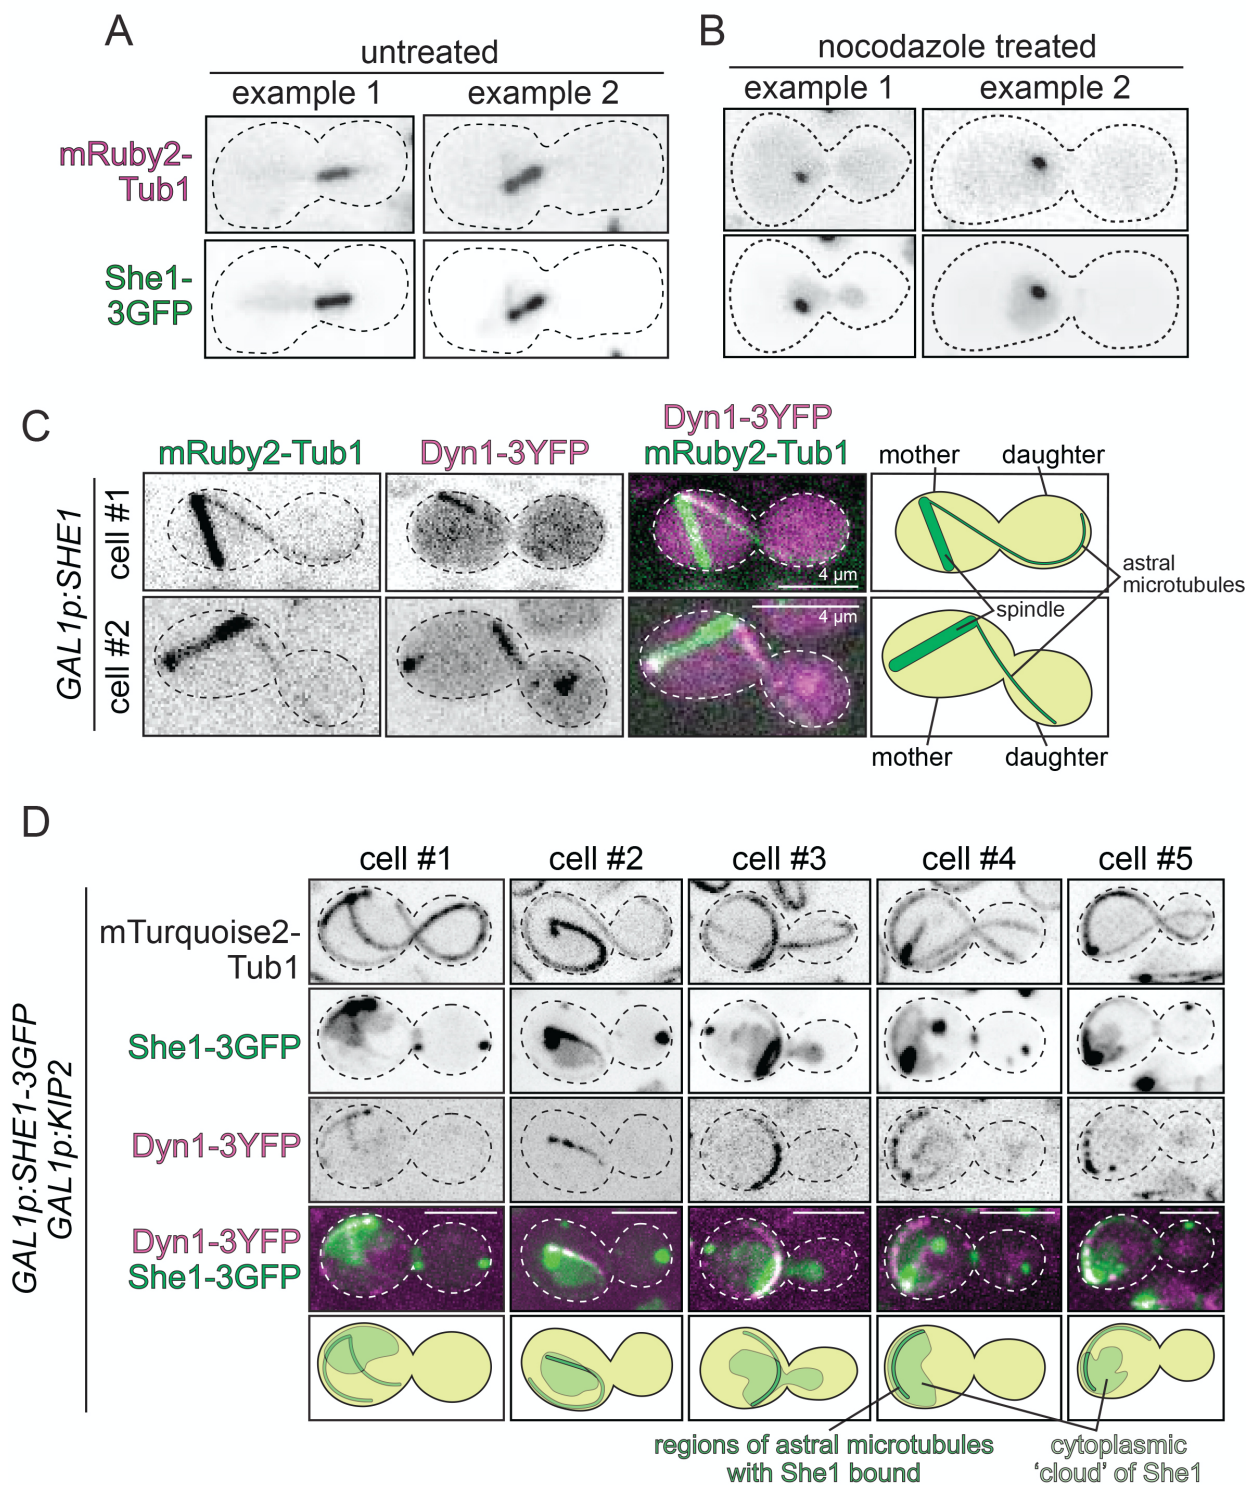 A
untreated
example 1
example 2
mRuby2-
Tub1
She1-
3GFP
B
nocodazole treated
example 1
example 2
C
mRuby2-Tub1
Dyn1-3YFP
Dyn1-3YFP
mRuby2-Tub1
GAL1p:SHE1
cell #1
cell #2
4 µm
4 µm
mother
daughter
astral
microtubules
spindle
mother
daughter
D
cell #1
cell #2
cell #3
cell #4
cell #5
GAL1p:SHE1-3GFP
GAL1p:KIP2
mTurquoise2-
Tub1
She1-3GFP
Dyn1-3YFP
Dyn1-3YFP
She1-3GFP
regions of astral microtubules
with She1 bound
cytoplasmic
‘cloud’ of She1